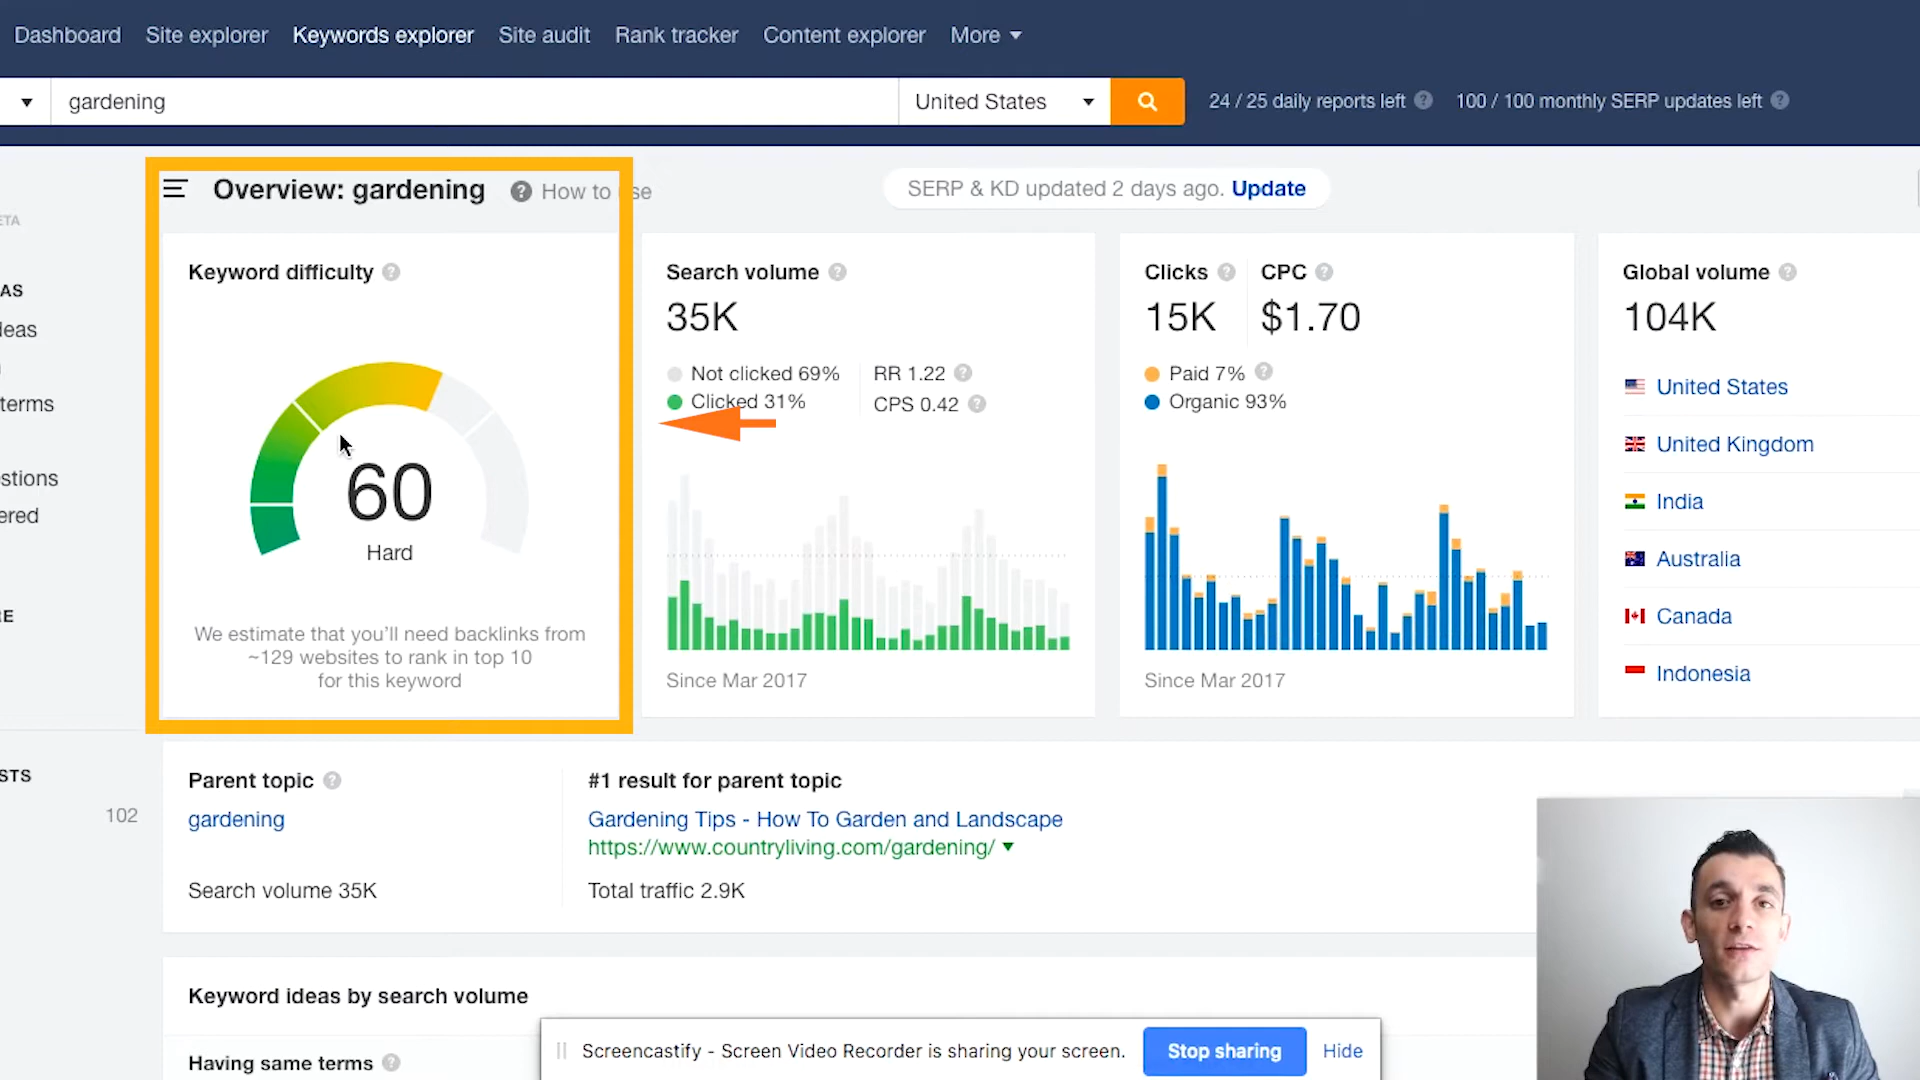 Dashboard Site explorer Keywords explorer Site audit Rank tracker Content explorer More
gardening United States 24 / 25 daily reports left 100 / 100 monthly SERP updates left
Overview: gardening How to se SERP & KD updated 2 days ago. Update
ETA
AS
deas
terms
stions
ered
RE
STS
102
Keyword difficulty
60
Hard
We estimate that you'll need backlinks from
~129 websites to rank in top 10
for this keyword
Search volume
35K
Not clicked 69% RR 1.22
Clicked 31% CPS 0.42
Since Mar 2017
Clicks CPC
15K $1.70
Paid 7%
Organic 93%
Since Mar 2017
Global volume
104K
United States
United Kingdom
India
Australia
Canada
Indonesia
Parent topic
gardening
Search volume 35K
#1 result for parent topic
Gardening Tips - How To Garden and Landscape
https://www.countryliving.com/gardening/
Total traffic 2.9K
Keyword ideas by search volume
Having same terms
Screencastify - Screen Video Recorder is sharing your screen. Stop sharing Hide